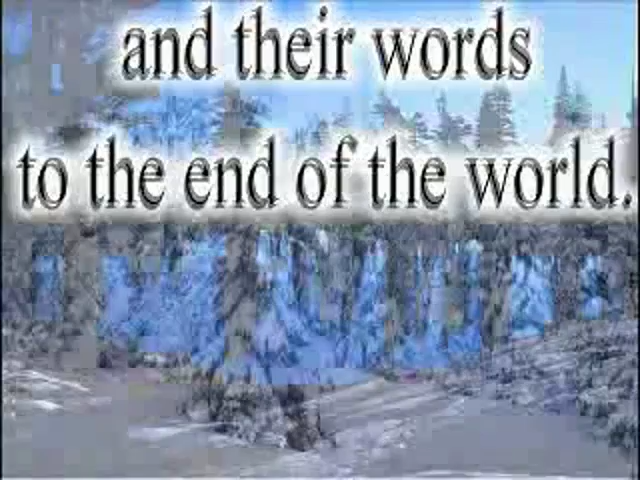 and their words
to the end of the world.